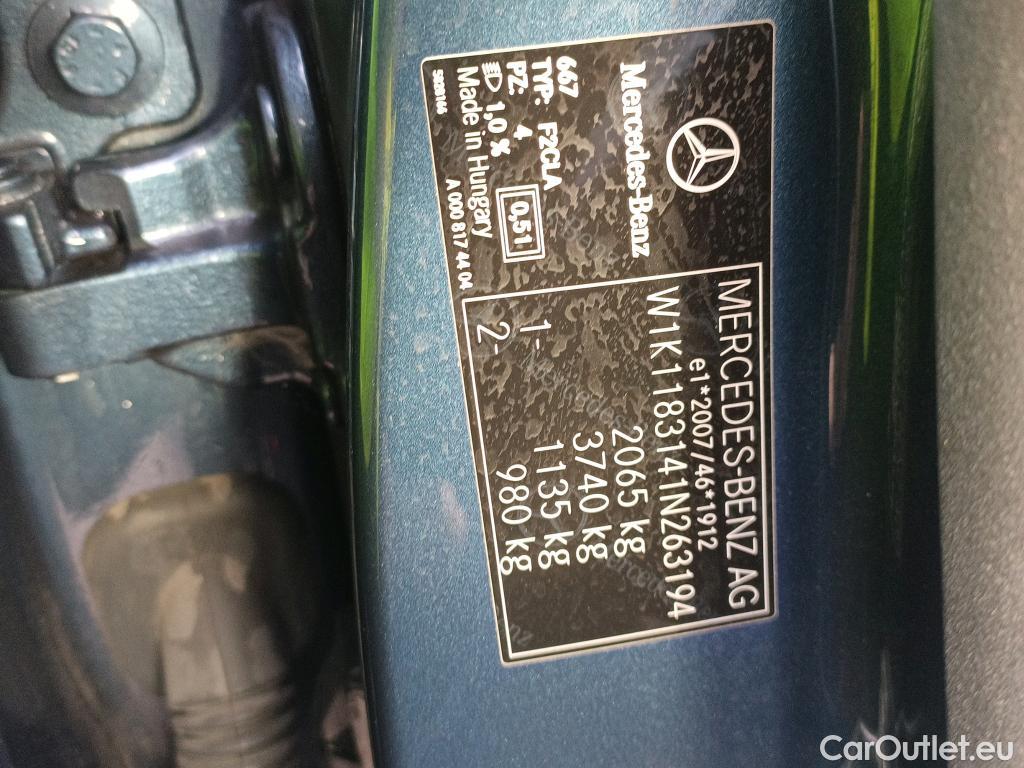 MERCEDES-BENZ AG
e1*2007/46*1912
W1K1183141N263194
2065 kg
3740 kg
1- 1135 kg
2- 980 kg
Mercedes-Benz
667
TYP: F2CLA
PZ: 4
0,51
1,0 %
Made in Hungary
A 000 817 44 04
CarOutlet.eu